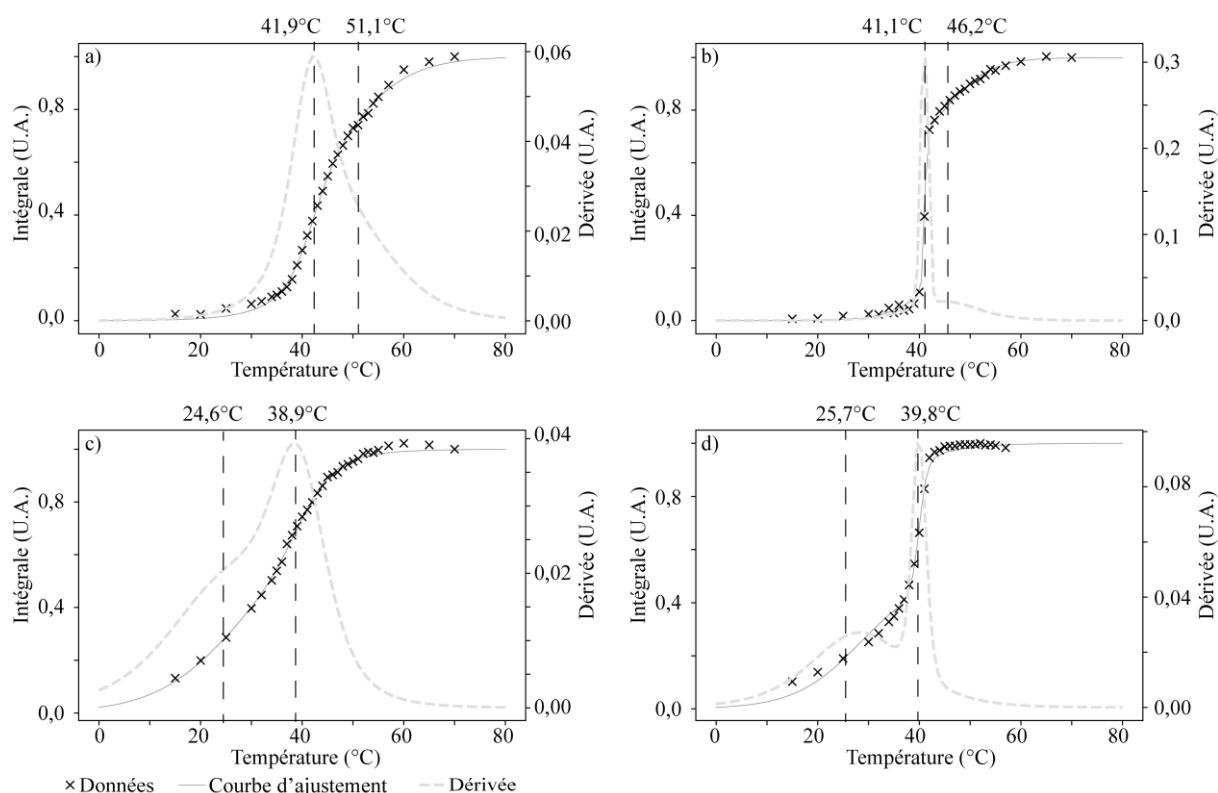 41,9°C 51,1°C
a)
Intégrale (U.A.)
0,8
0,4
0,0
0,06
0,04
0,02
0,00
Dérivée (U.A.)
0 20 40 60 80
Température (°C)
41,1°C 46,2°C
b)
Intégrale (U.A.)
0,8
0,4
0,0
0,3
0,2
0,1
0,0
Dérivée (U.A.)
0 20 40 60 80
Température (°C)
24,6°C 38,9°C
c)
Intégrale (U.A.)
0,8
0,4
0,0
0,04
0,02
0,00
Dérivée (U.A.)
0 20 40 60 80
Température (°C)
25,7°C 39,8°C
d)
Intégrale (U.A.)
0,8
0,4
0,0
0,08
0,04
0,00
Dérivée (U.A.)
0 20 40 60 80
Température (°C)
Données Courbe d'ajustement Dérivée